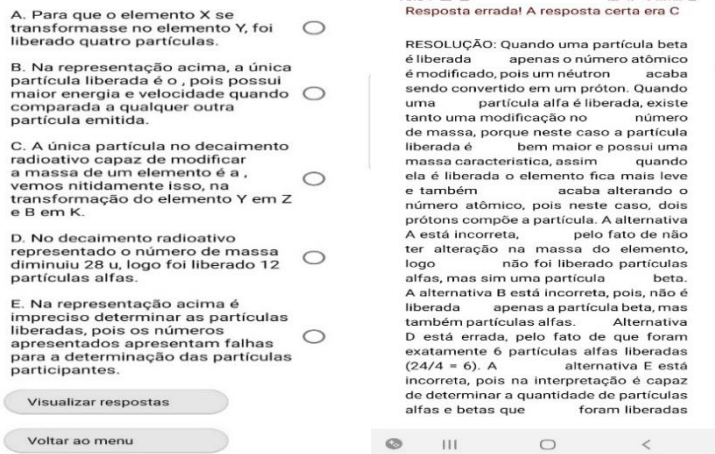 A. Para que o elemento X se
transformasse no elemento Y, foi
liberado quatro partículas.
B. Na representação acima, a única
partícula liberada é o , pois possui
maior energia e velocidade quando
comparada a qualquer outra
partícula emitida.
C. A única partícula no decaimento
radioativo capaz de modificar
a massa de um elemento é a ,
vemos nitidamente isso, na
transformação do elemento Y em Z
e B em K.
D. No decaimento radioativo
representado o número de massa
diminuiu 28 u, logo foi liberado 12
partículas alfas.
E. Na representação acima é
impreciso determinar as partículas
liberadas, pois os números
apresentados apresentam falhas
para a determinação das partículas
participantes.
Visualizar respostas
Voltar ao menu
Resposta errada! A resposta certa era C
RESOLUÇÃO: Quando uma partícula beta
é liberada apenas o número atômico
é modificado, pois um nêutron acaba
sendo convertido em um próton. Quando
uma partícula alfa é liberada, existe
tanto uma modificação no número
de massa, porque neste caso a partícula
liberada é bem maior e possui uma
massa caracteristica, assim quando
ela é liberada o elemento fica mais leve
e também acaba alterando o
número atômico, pois neste caso, dois
prótons compõe a partícula. A alternativa
A está incorreta, pelo fato de não
ter alteração na massa do elemento,
logo não foi liberado partículas
alfas, mas sim uma partícula beta.
A alternativa B está incorreta, pois, não é
liberada apenas a partícula beta, mas
também partículas alfas. Alternativa
D está errada, pelo fato de que foram
exatamente 6 partículas alfas liberadas
(24/4 = 6). A alternativa E está
incorreta, pois na interpretação é capaz
de determinar a quantidade de partículas
alfas e betas que foram liberadas